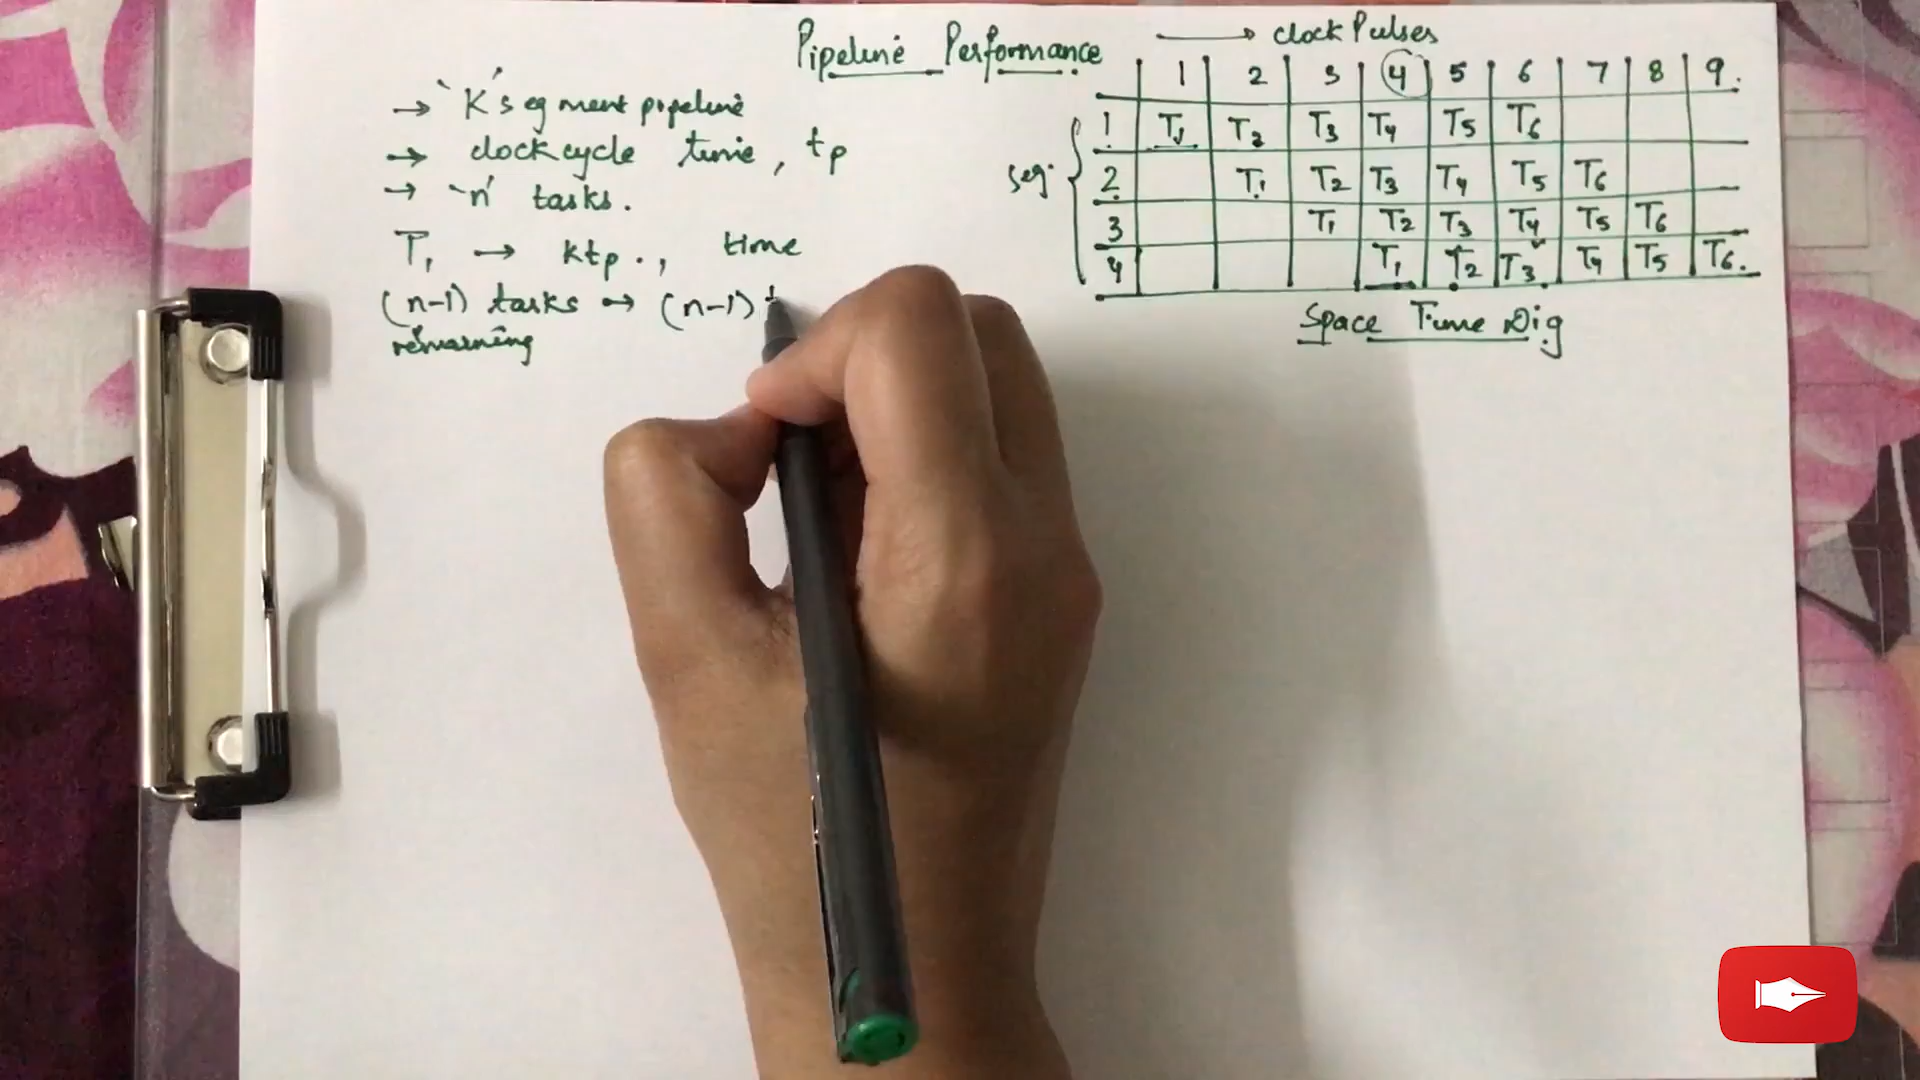 Pipeline Performance
→ 'K' segment pipeline
→ clock cycle time, tp
→ 'n' tasks.
T1 → ktp., time
(n-1) tasks → (n-1) t
remaining
→ clock Pulses
1 2 3 4 5 6 7 8 9.
seg.
1 T1 T2 T3 T4 T5 T6
2 T1 T2 T3 T4 T5 T6
3 T1 T2 T3 T4 T5 T6
4 T1 T2 T3 T4 T5 T6.
Space Time Dig